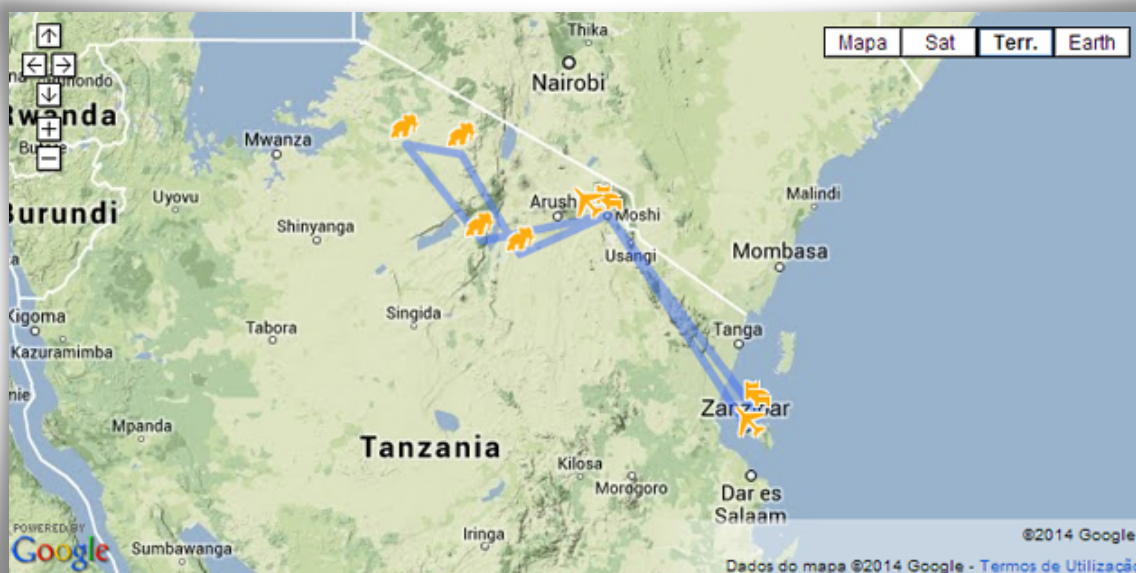 Mapa
Sat
Terr.
Earth
Thika
Nairobi
Mwanza
Uyovu
Shinyanga
Arush
Moshi
Usangi
Malindi
Mombasa
Burundi
Kigoma
Kazuramimba
Singida
Tabora
Tanga
Zanzibar
Mpanda
Tanzania
Kilosa
Morogoro
Dar es
Salaam
Iringa
Sumbawanga
POWERED BY
Google
©2014 Google
Dados do mapa ©2014 Google - Termos de Utilização